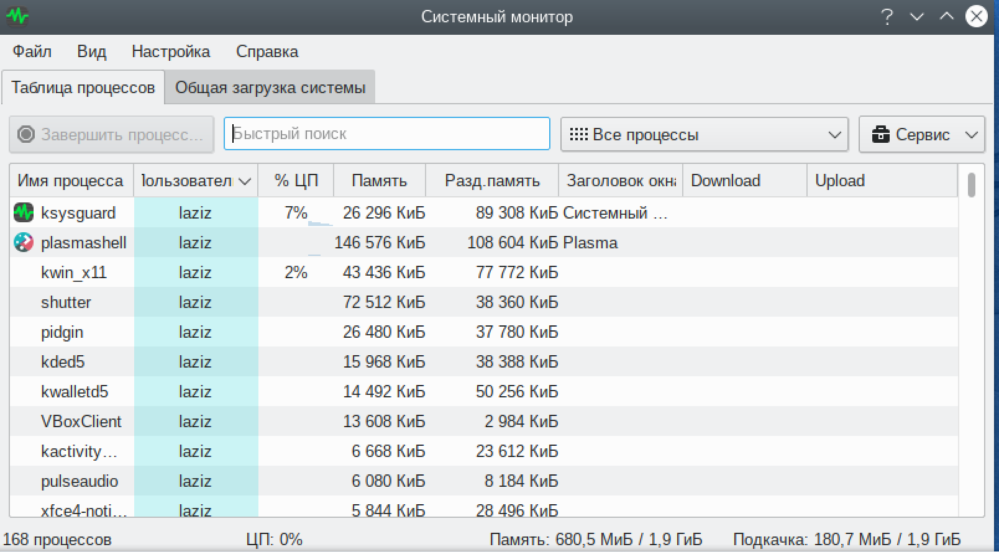 Системный монитор
Файл Вид Настройка Справка
Таблица процессов Общая загрузка системы
Завершить процесс... Быстрый поиск Все процессы Сервис
Имя процесса % ЦП Память Разд.память Заголовок Download Upload
ksysguard laziz 7% 26 296 КиБ 89 308 КиБ Системный ...
plasmashell laziz 146 576 КиБ 108 604 КиБ Plasma
kwin_x11 laziz 2% 43 436 КиБ 77 772 КиБ
shutter laziz 72 512 КиБ 38 360 КиБ
pidgin laziz 26 480 КиБ 37 780 КиБ
kded5 laziz 15 968 КиБ 38 388 КиБ
kwalletd5 laziz 14 492 КиБ 50 256 КиБ
VBoxClient laziz 13 608 КиБ 2 984 КиБ
kactivity... laziz 6 668 КиБ 23 612 КиБ
pulseaudio laziz 6 080 КиБ 8 184 КиБ
xfce4-noti... laziz 5 844 КиБ 28 496 КиБ
168 процессов ЦП: 0% Память: 680,5 МиБ / 1,9 ГиБ Подкачка: 180,7 МиБ / 1,9 ГиБ